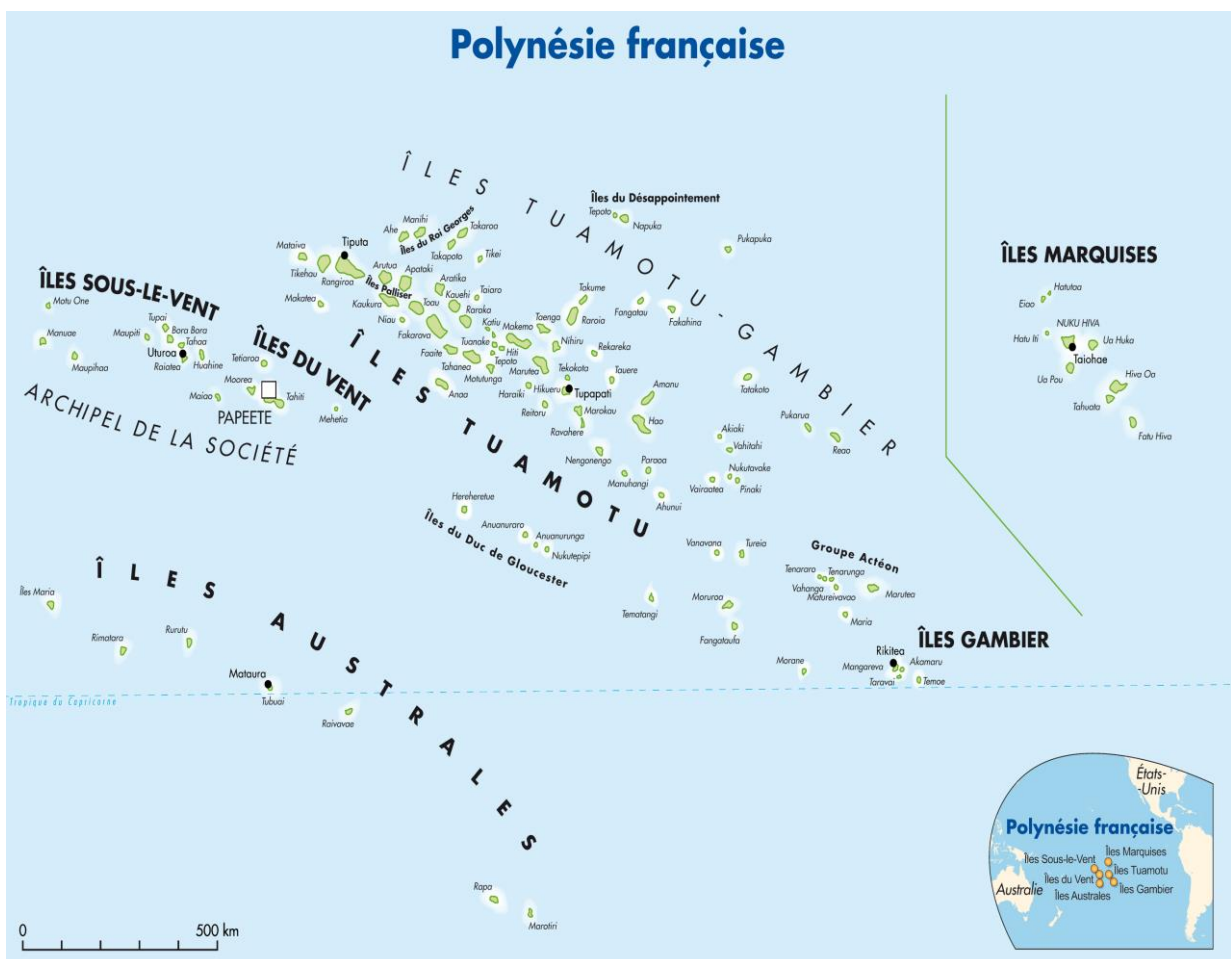 Polynésie française
ÎLES TUAMOTU-GAMBIER
Îles du Désappointement
Tepoto
Napuka
Pukapuka
Manihi
Ahe
Îles du Roi Georges
Takaroa
Takapoto
Tikei
Tiputa
Mataiva
Tikehau
Rangiroa
Makatea
Arutua
Apataki
Aratika
Îles Palliser
Kaukura
Toau
Kauehi
Taiaro
Raraka
Niau
Fakarava
Katiu
Makemo
Taenga
Takume
Raroia
Fangatau
Fakahina
Tuanake
Hiti
Tepoto
Nihiru
Rekareka
Faaite
Tahanea
Motutunga
Marutea
Tekokota
Tauere
Anaa
Haraiki
Hikueru
Tupapati
Reitoru
Marokau
Ravahere
Amanu
Hao
Tatakoto
Pukarua
Reao
Akiaki
Vahitahi
Nengonengo
Paraoa
Manuhangi
Ahunui
Nukutavake
Vairaatea
Pinaki
ÎLES TUAMOTU
ÎLES SOUS-LE-VENT
Motu One
Manuae
Maupihaa
Maupiti
Tupai
Bora Bora
Tahaa
Uturoa
Raiatea
Huahine
ÎLES DU VENT
Tetiaroa
Moorea
Maiao
Tahiti
PAPEETE
Mehetia
ARCHIPEL DE LA SOCIÉTÉ
ÎLES MARQUISES
Hatutaa
Eiao
Hatu Iti
NUKU HIVA
Taiohae
Ua Huka
Ua Pou
Hiva Oa
Tahuata
Fatu Hiva
Hereheretue
Anuanuraro
Anuanurunga
Nukutepipi
Îles du Duc de Gloucester
Vanavana
Tureia
Groupe Actéon
Tenararo
Tenarunga
Vahanga
Matureivavao
Marutea
Maria
Tematangi
Moruroa
Fangataufa
Morane
ÎLES GAMBIER
Rikitea
Mangareva
Akamaru
Taravai
Temoe
ÎLES AUSTRALES
Îles Maria
Rimatara
Rurutu
Mataura
Tubuai
Raivavae
Rapa
Marotiri
Tropique du Capricorne
0
500 km
États-
-Unis
Polynésie française
Îles Sous-le-Vent
Îles Marquises
Îles Tuamotu
Îles du Vent
Îles Gambier
Îles Australes
Australie